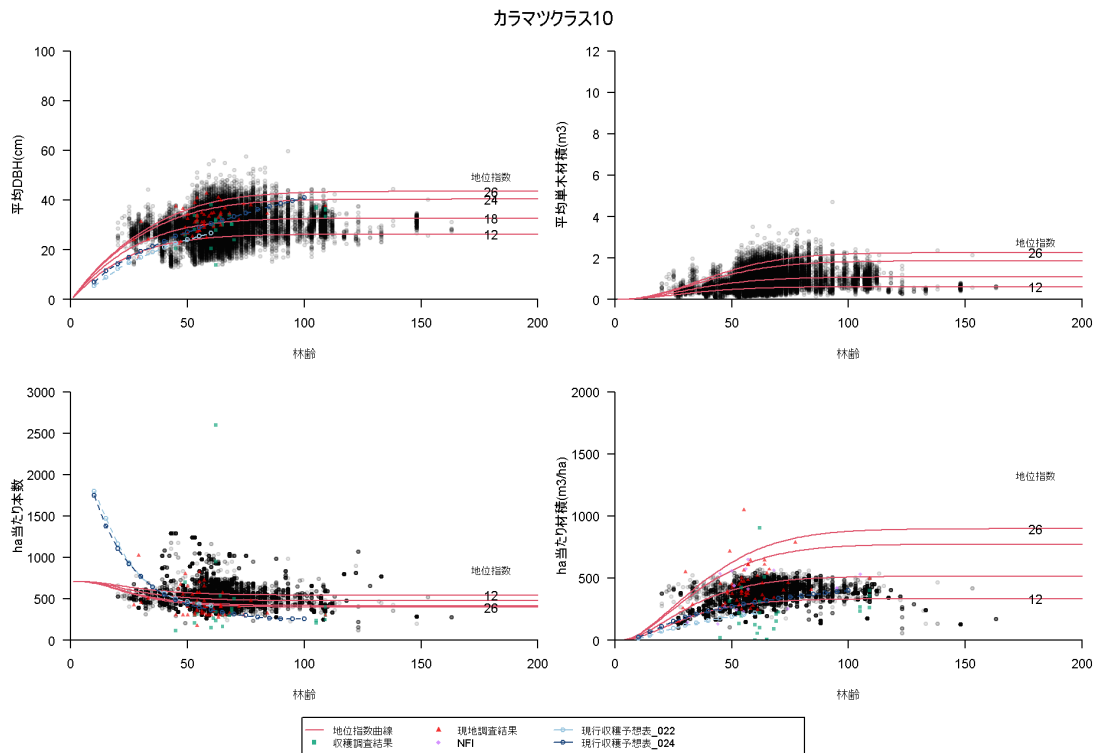 カラマツクラス10
平均DBH(cm)
100
80
60
40
20
0
地位指数
26
24
18
12
0 50 100 150 200
林齢
平均単木材積(m3)
12
10
8
6
4
2
0
地位指数
26
12
0 50 100 150 200
林齢
ha当たり本数
3000
2500
2000
1500
1000
500
0
地位指数
12
26
0 50 100 150 200
林齢
ha当たり材積(m3/ha)
2000
1500
1000
500
0
地位指数
26
12
0 50 100 150 200
林齢
地位指数曲線 現地調査結果 現行収穫予想表_022
収穫調査結果 NFI 現行収穫予想表_024